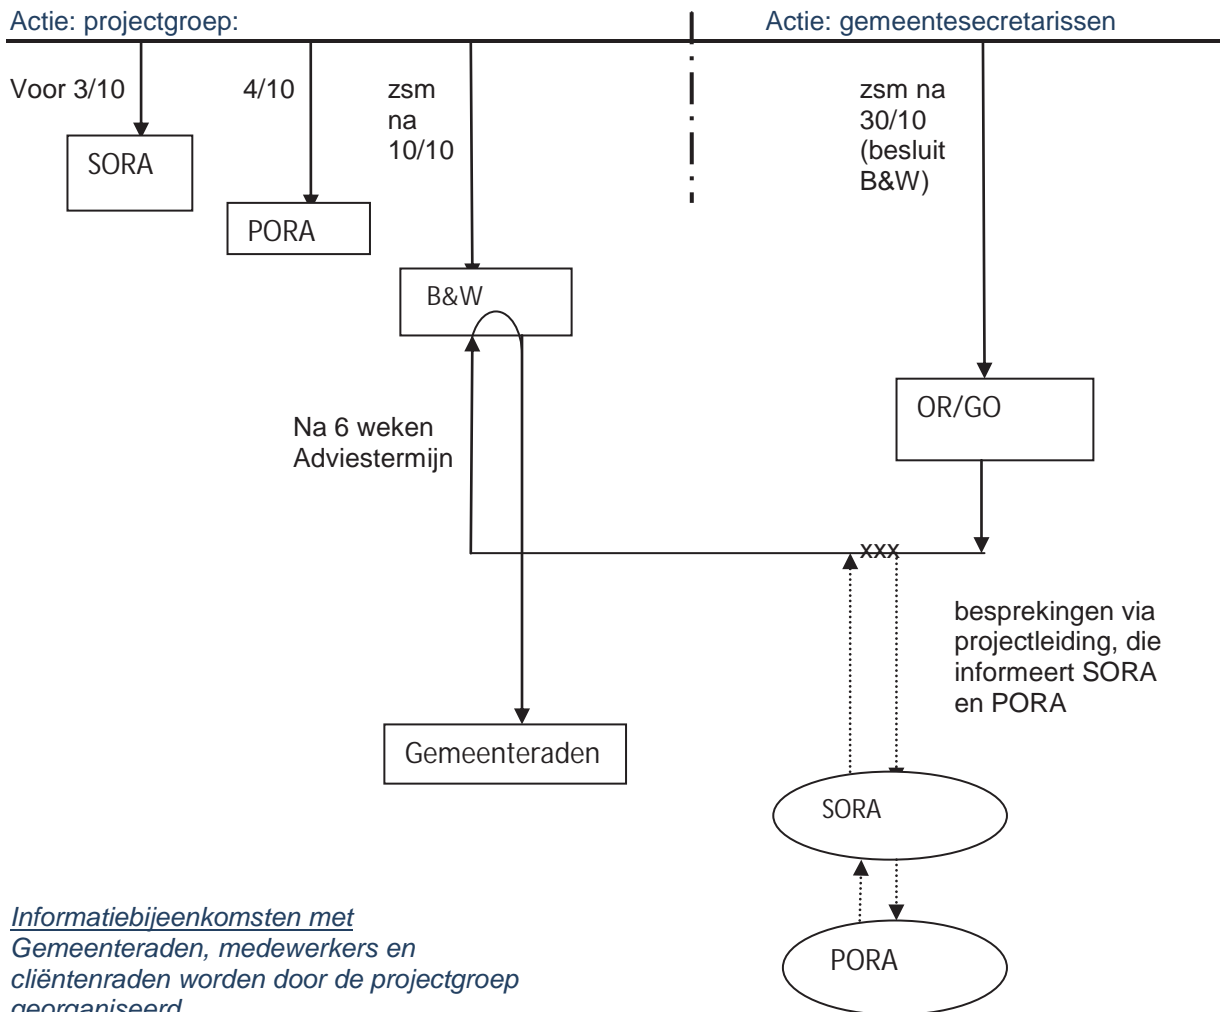 Actie: projectgroep:
Actie: gemeentesecretarissen
Voor 3/10
4/10
zsm
na
10/10
zsm na
30/10
(besluit
B&W)
SORA
PORA
B&W
OR/GO
Na 6 weken
Adviestermijn
xxx
besprekingen via
projectleiding, die
informeert SORA
en PORA
Gemeenteraden
SORA
PORA
Informatiebijeenkomsten met
Gemeenteraden, medewerkers en
cliëntenraden worden door de projectgroep
georganiseerd